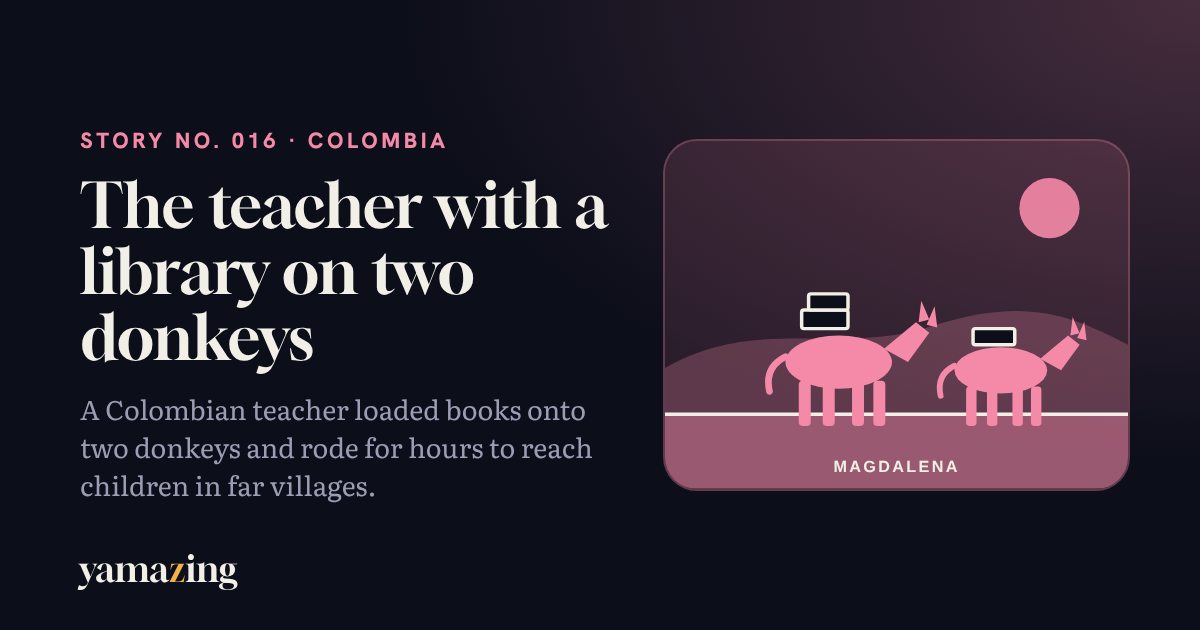 STORY NO. 016 · COLOMBIA
The teacher with a
library on two
donkeys
A Colombian teacher loaded books onto
two donkeys and rode for hours to reach
children in far villages.
MAGDALENA
yamazing